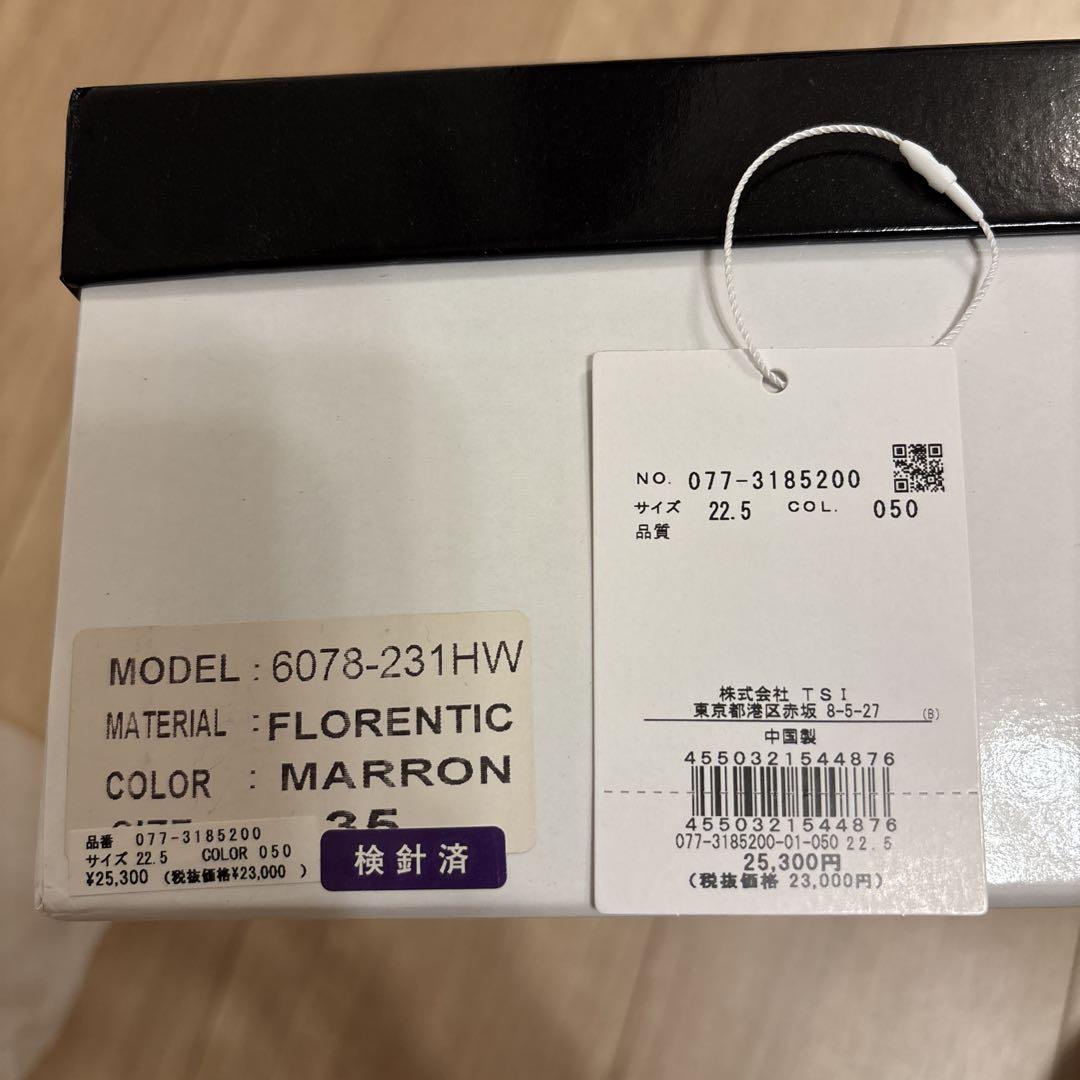 MODEL : 6078-231HW
MATERIAL : FLORENTIC
COLOR : MARRON
35
品番 077-3185200
サイズ 22.5 COLOR 050
¥25,300 (税抜価格¥23,000 )
検針済
NO. 077-3185200
サイズ 22.5 COL. 050
品質
株式会社 TSI
東京都港区赤坂 8-5-27 (B)
中国製
4550321544876
4550321544876
077-3185200-01-050 22.5
25,300円
(税抜価格 23,000円)